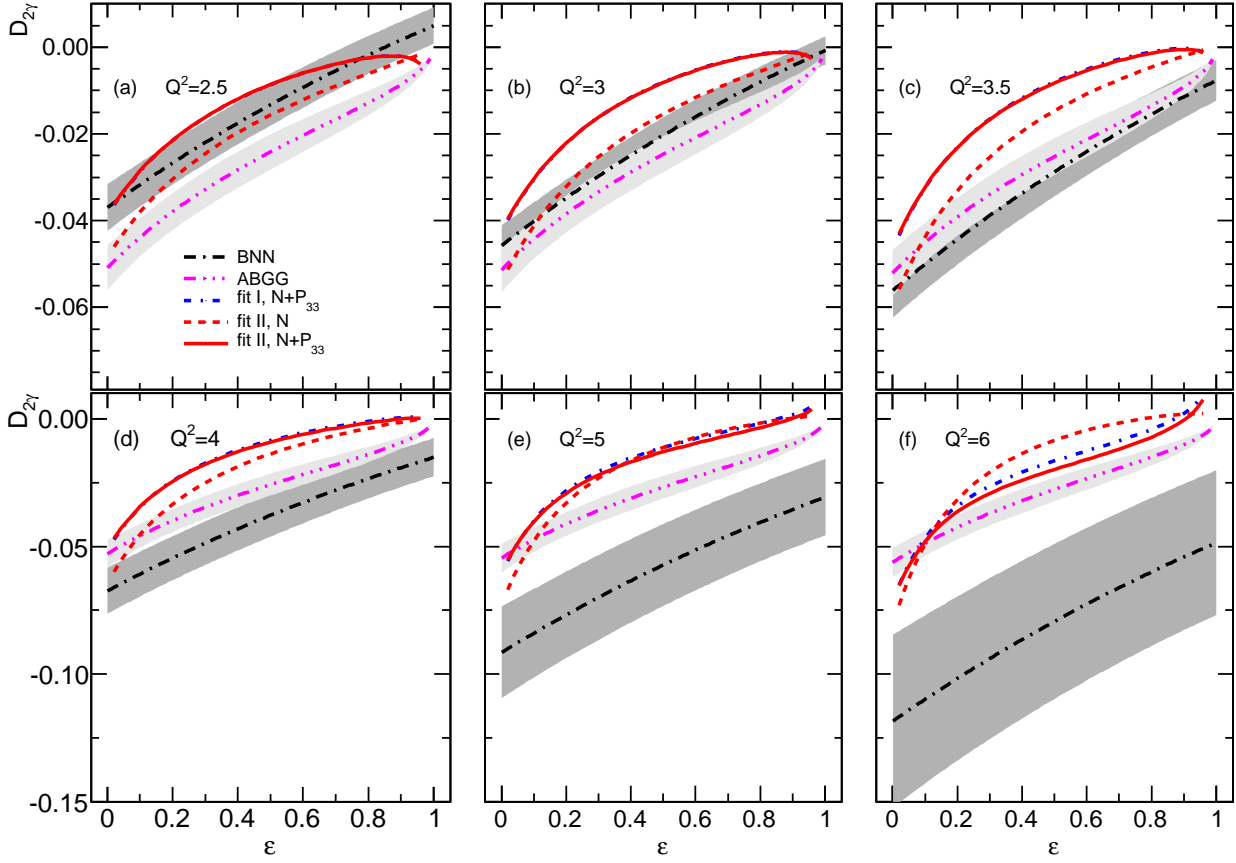 D2γ
0.00
-0.02
-0.04
-0.06
(a) Q²=2.5
BNN
ABGG
fit I, N+P33
fit II, N
fit II, N+P33
(b) Q²=3
(c) Q²=3.5
D2γ
0.00
-0.05
-0.10
-0.15
(d) Q²=4
(e) Q²=5
(f) Q²=6
0 0.2 0.4 0.6 0.8 1
0 0.2 0.4 0.6 0.8 1
0 0.2 0.4 0.6 0.8 1
ε
ε
ε